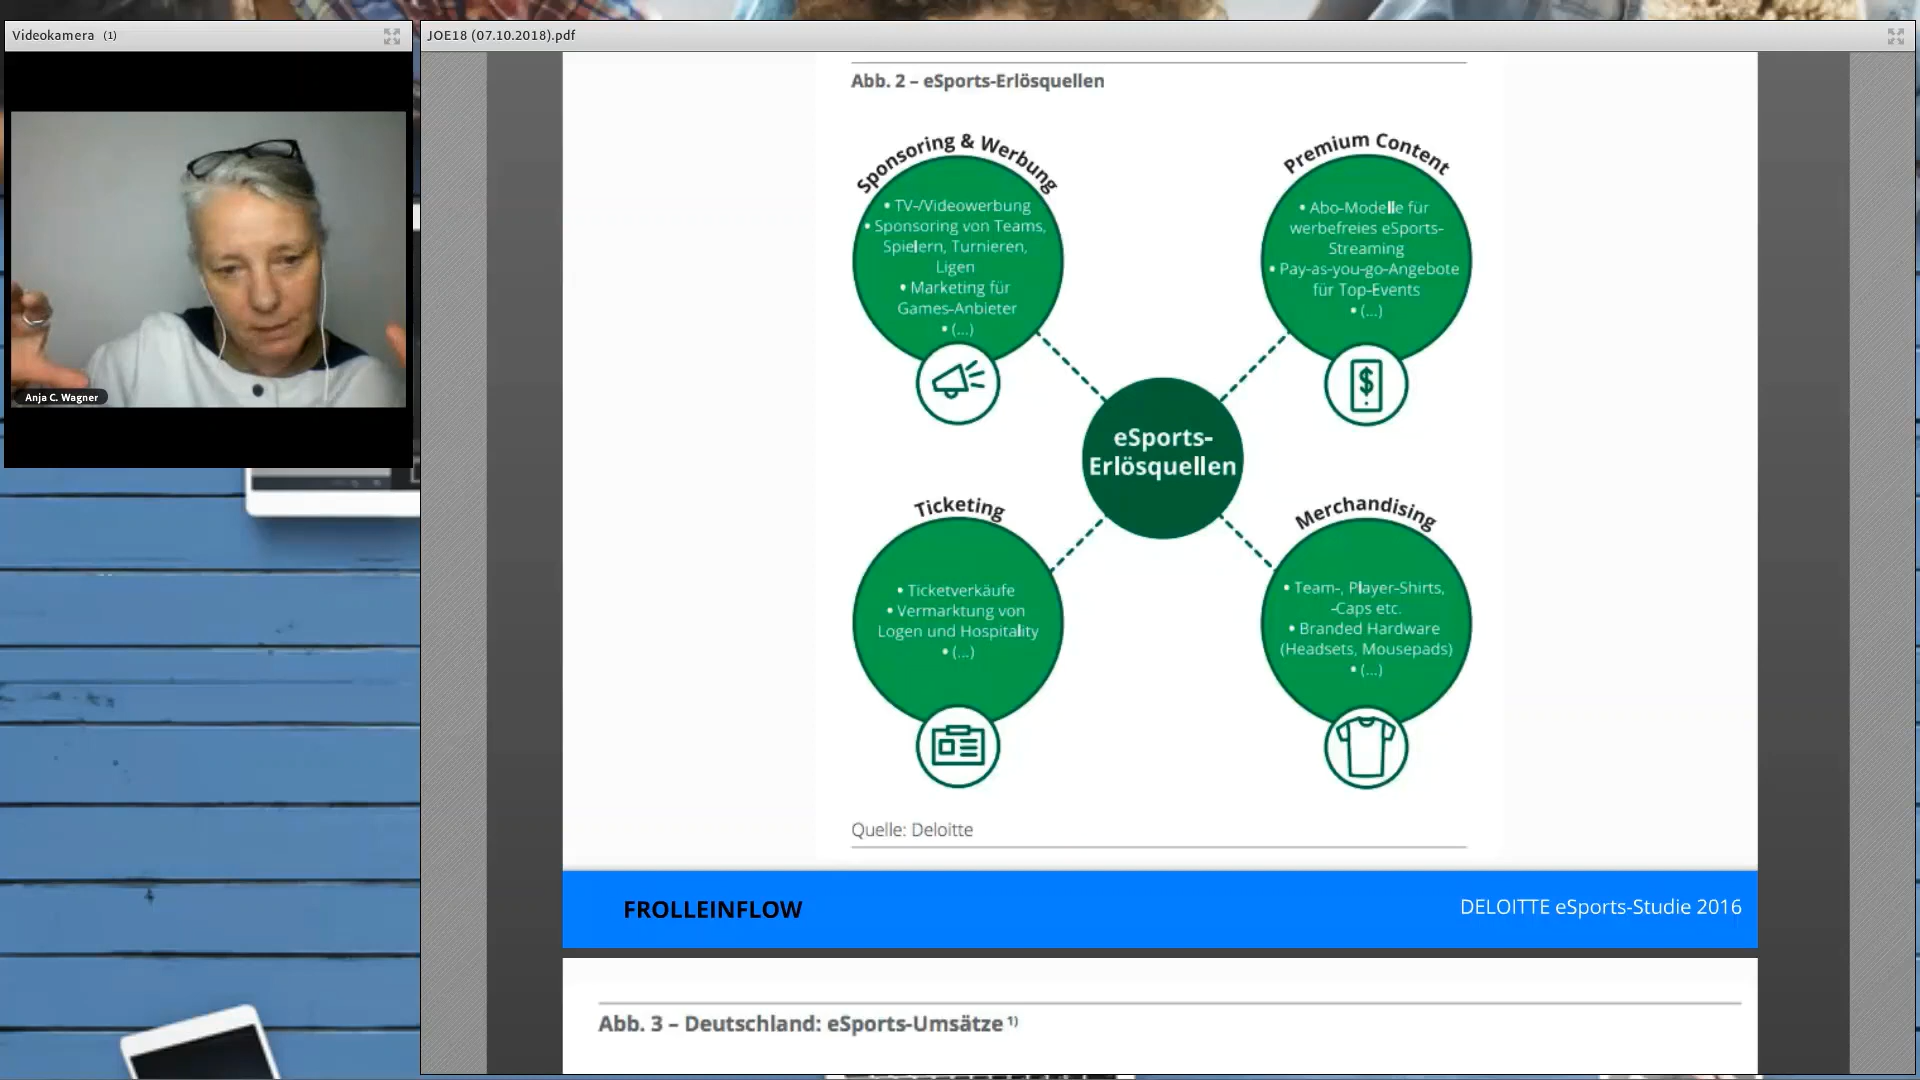 Videokamera (1)
Anja C. Wagner
JOE18 (07.10.2018).pdf
Abb. 2 – eSports-Erlösquellen
Sponsoring & Werbung
• TV-/Videowerbung
• Sponsoring von Teams,
Spielern, Turnieren,
Ligen
• Marketing für
Games-Anbieter
• (...)
Premium Content
• Abo-Modelle für
werbefreies eSports-
Streaming
• Pay-as-you-go-Angebote
für Top-Events
• (...)
$
eSports-
Erlösquellen
Ticketing
• Ticketverkäufe
• Vermarktung von
Logen und Hospitality
• (...)
Merchandising
• Team-, Player-Shirts,
-Caps etc.
• Branded Hardware
(Headsets, Mousepads)
• (...)
Quelle: Deloitte
FROLLEINFLOW
DELOITTE eSports-Studie 2016
Abb. 3 – Deutschland: eSports-Umsätze ¹⁾